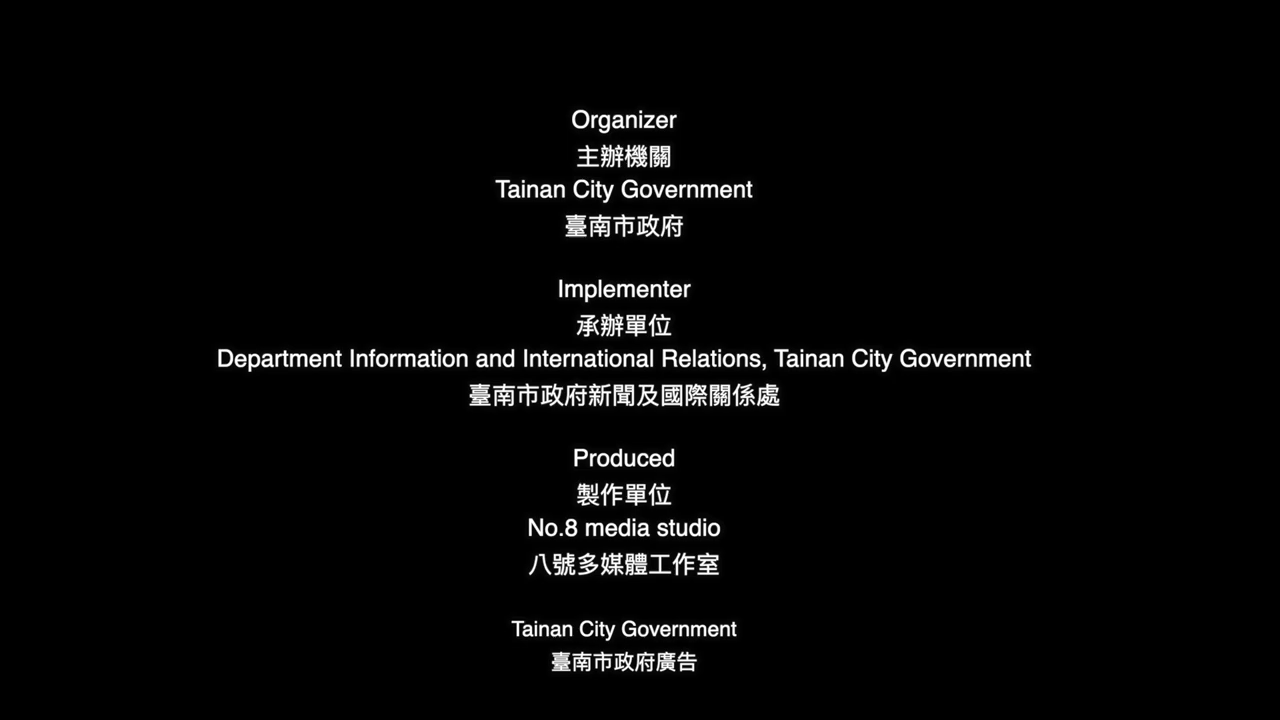 Organizer
主辦機關
Tainan City Government
臺南市政府
Implementer
承辦單位
Department Information and International Relations, Tainan City Government
臺南市政府新聞及國際關係處
Produced
製作單位
No.8 media studio
八號多媒體工作室
Tainan City Government
臺南市政府廣告